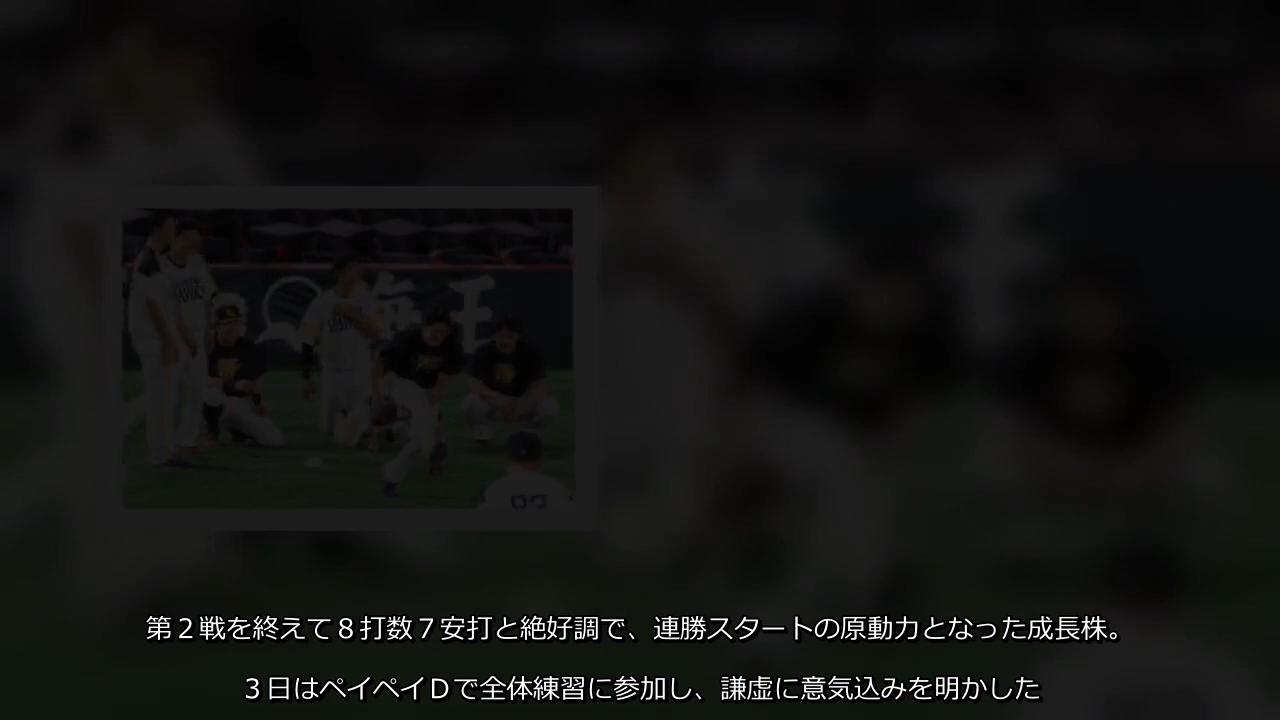 海王
93
第２戦を終えて８打数７安打と絶好調で、連勝スタートの原動力となった成長株。
３日はペイペイＤで全体練習に参加し、謙虚に意気込みを明かした